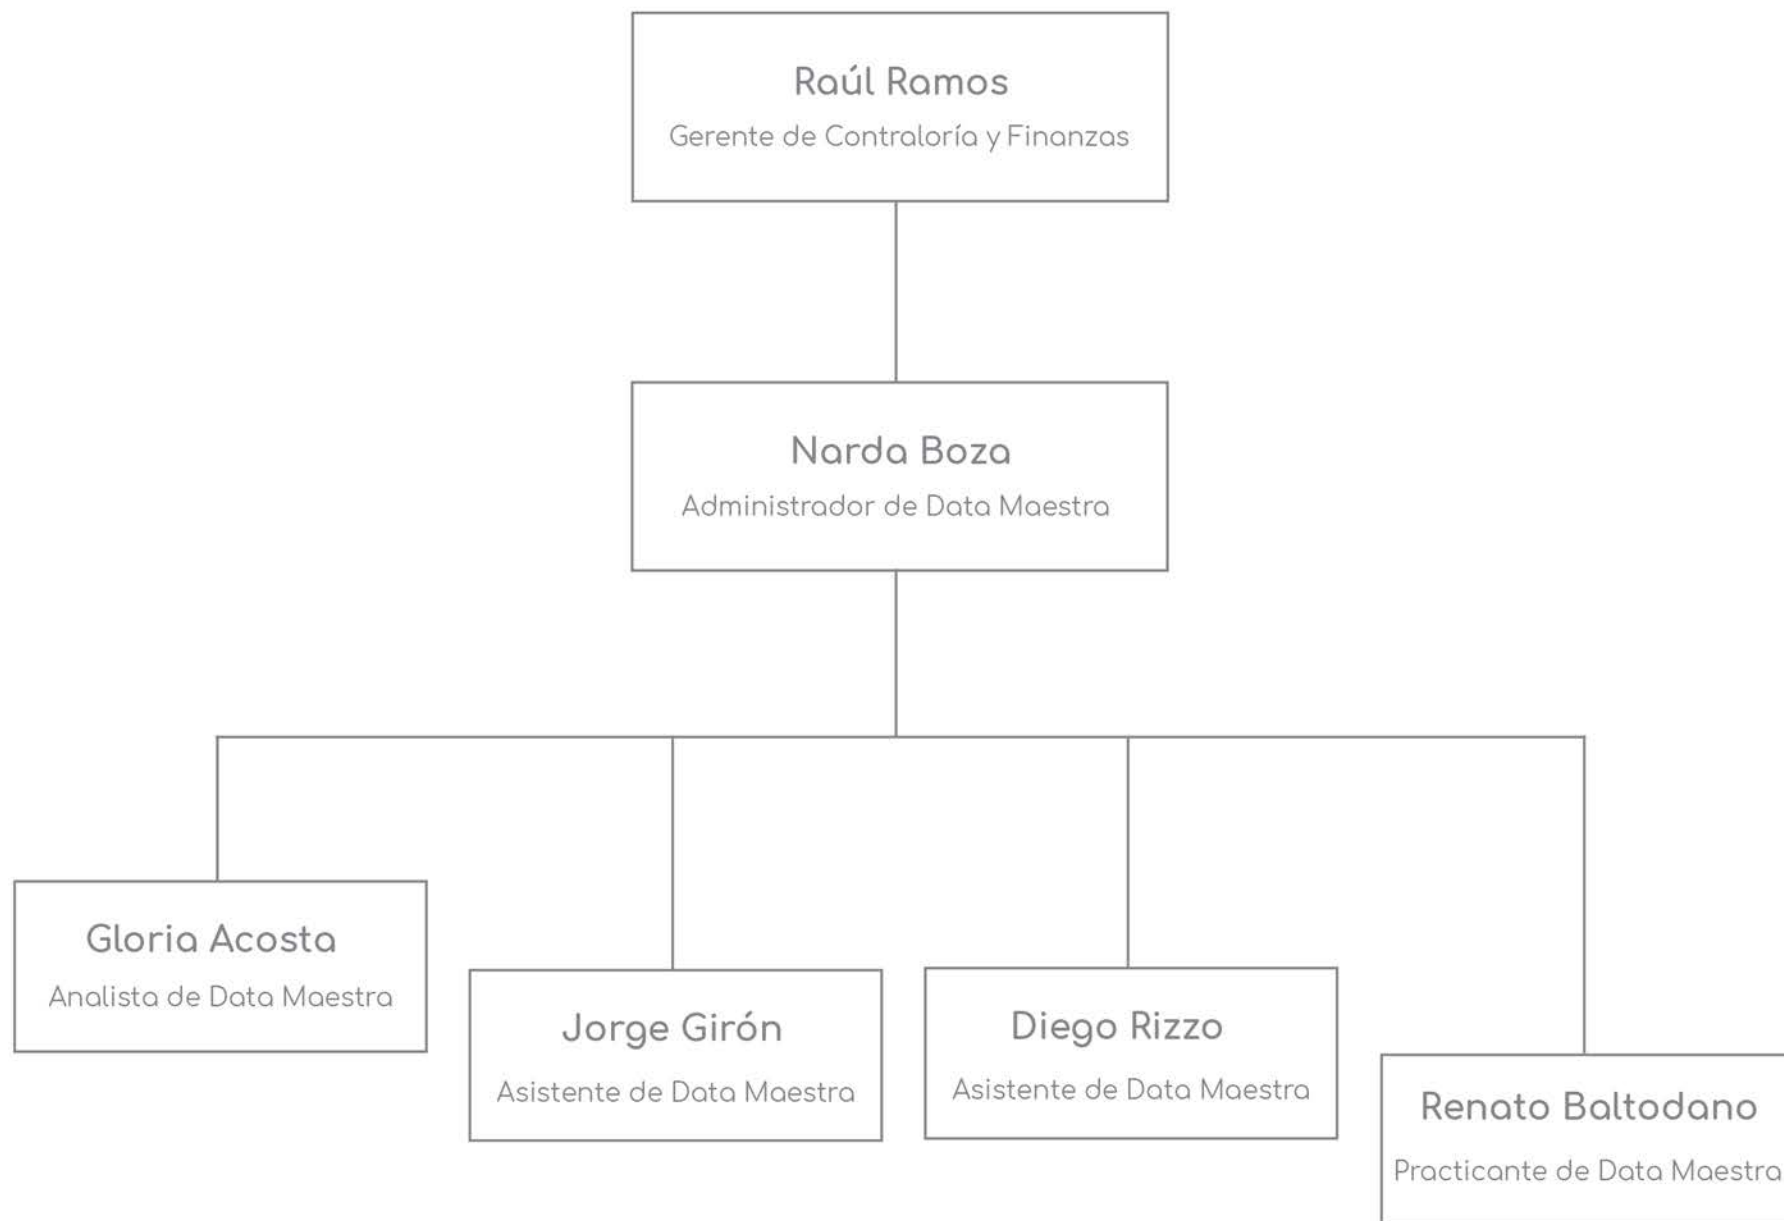 Raúl Ramos
Gerente de Contraloría y Finanzas
Narda Boza
Administrador de Data Maestra
Gloria Acosta
Analista de Data Maestra
Jorge Girón
Asistente de Data Maestra
Diego Rizzo
Asistente de Data Maestra
Renato Baltodano
Practicante de Data Maestra